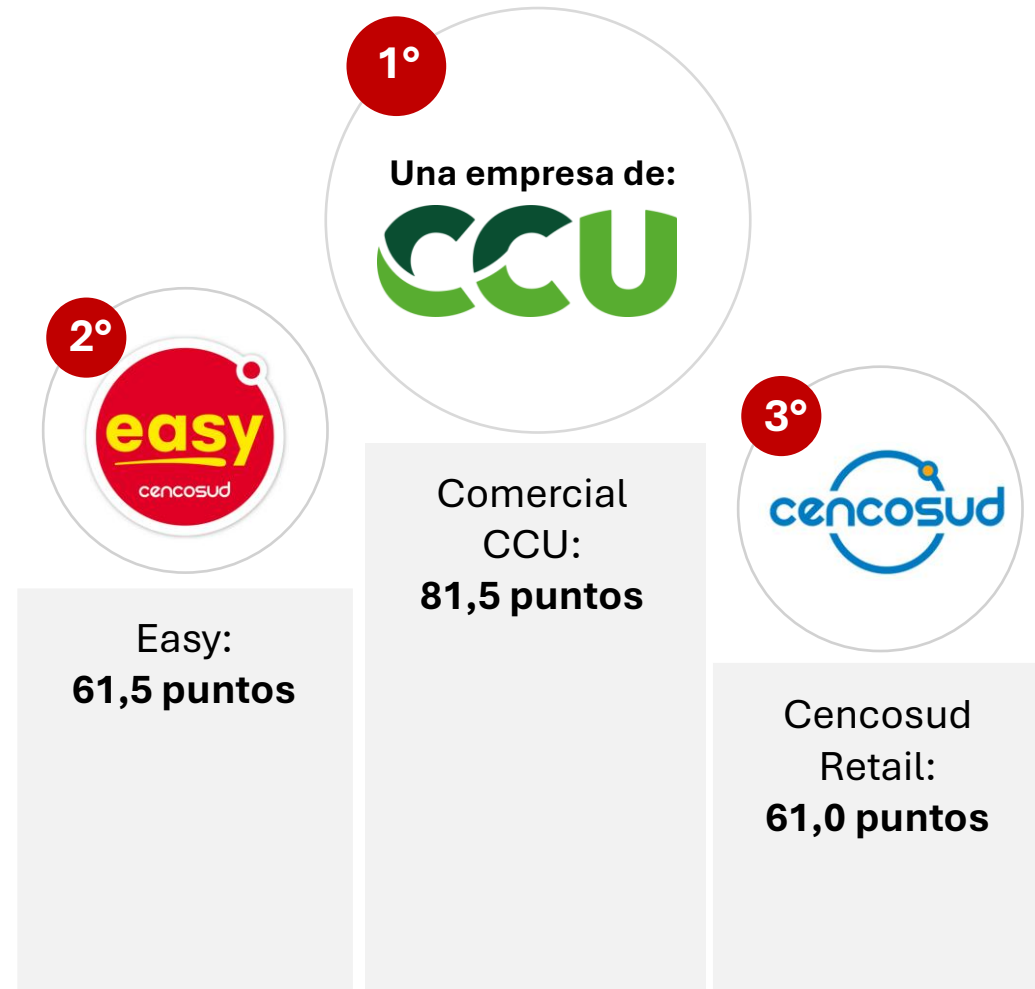 1°
Una empresa de:
CCU
2°
easy
cencosud
3°
cencosud
Comercial
CCU:
81,5 puntos
Easy:
61,5 puntos
Cencosud
Retail:
61,0 puntos